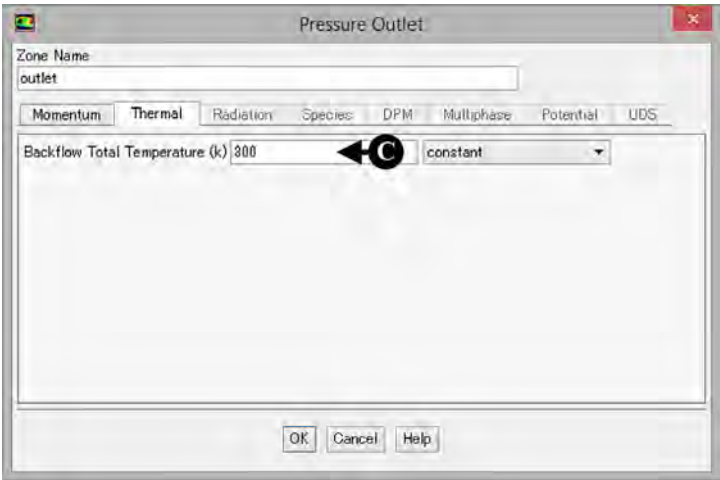 Pressure Outlet
Zone Name
outlet
Momentum Thermal Radiation Species DPM Multiphase Potential UDS
Backflow Total Temperature (k) 300 C constant
OK Cancel Help